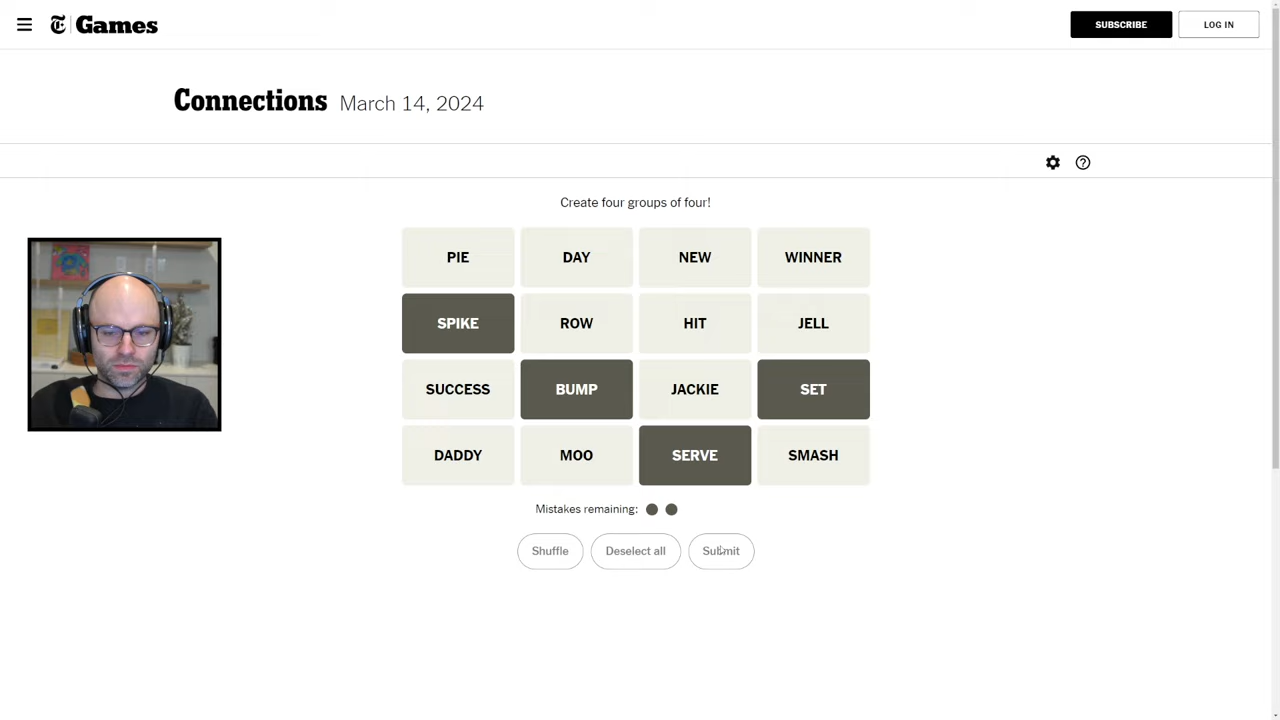 Games
SUBSCRIBE
LOG IN
Connections March 14, 2024
Create four groups of four!
PIE DAY NEW WINNER
SPIKE ROW HIT JELL
SUCCESS BUMP JACKIE SET
DADDY MOO SERVE SMASH
Mistakes remaining:
Shuffle Deselect all Submit